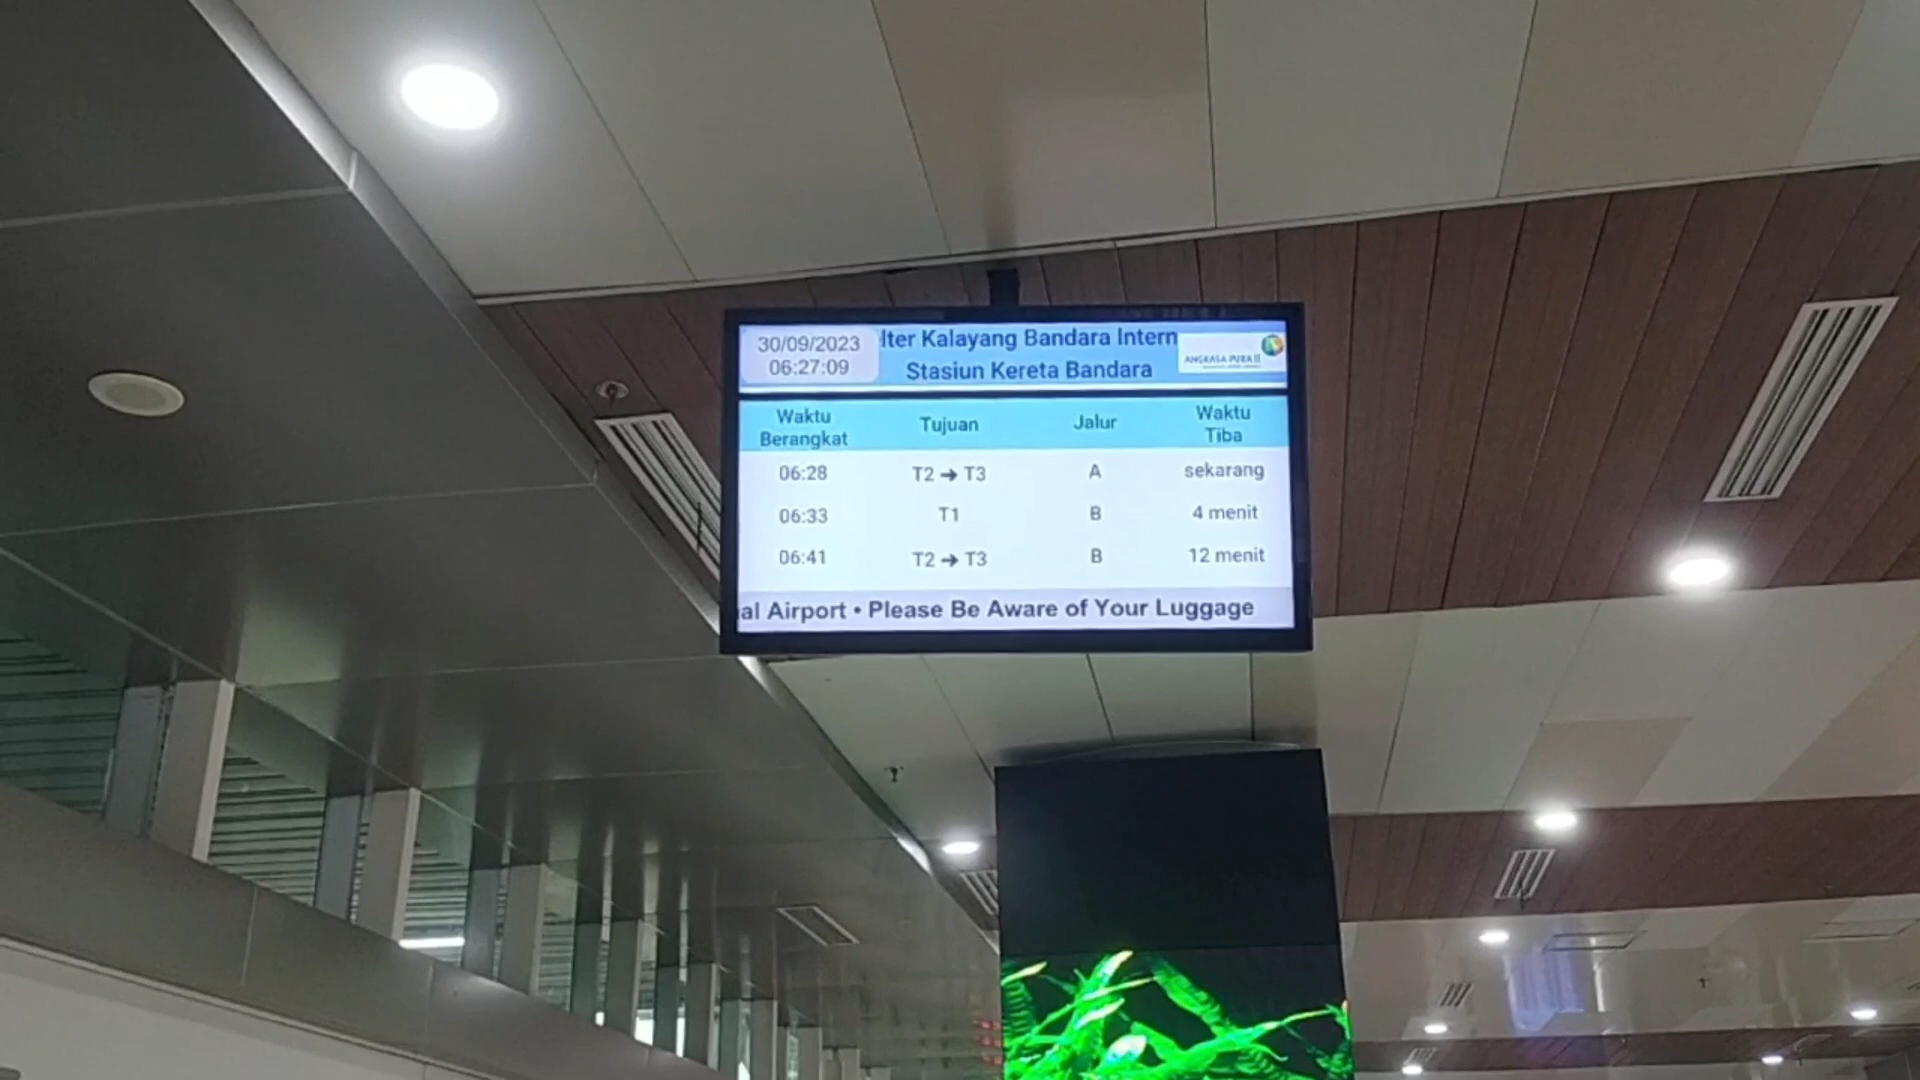 30/09/2023
06:27:09
lter Kalayang Bandara Intern
Stasiun Kereta Bandara
ANGKASA PURA II
Waktu Berangkat Tujuan Jalur Waktu Tiba
06:28 T2 → T3 A sekarang
06:33 T1 B 4 menit
06:41 T2 → T3 B 12 menit
al Airport • Please Be Aware of Your Luggage